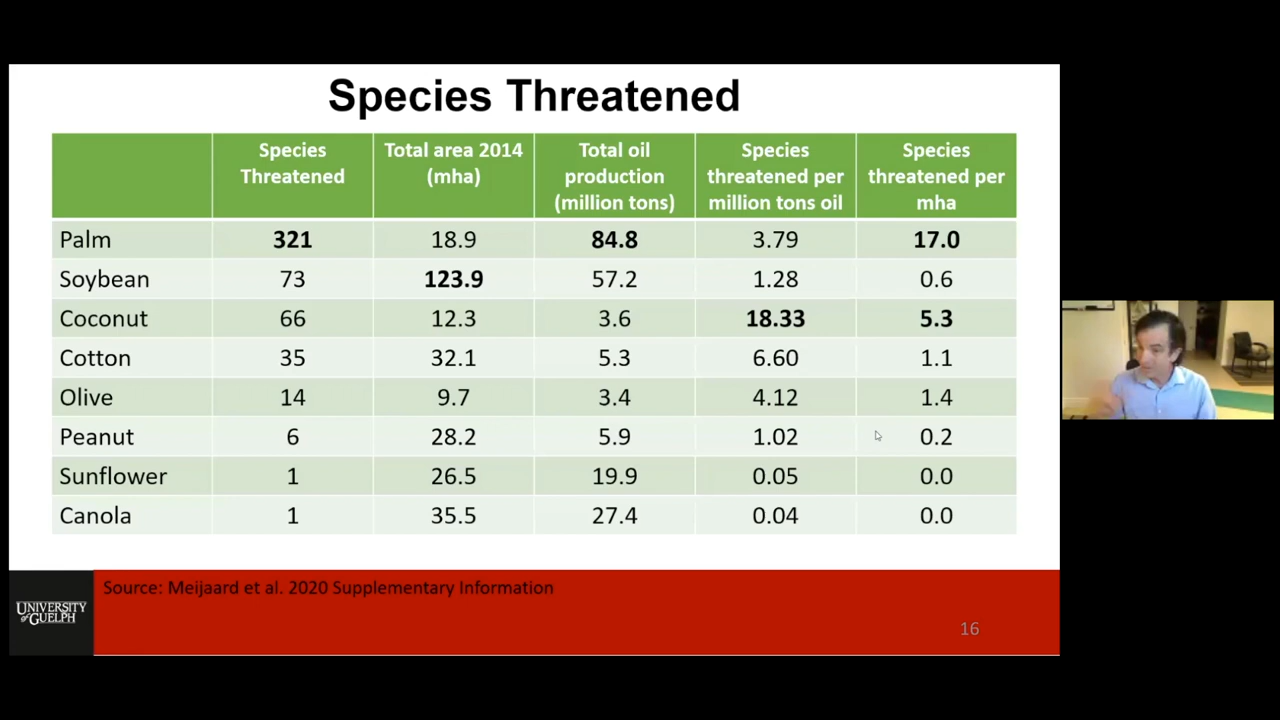 Species Threatened
Species Threatened
Total area 2014 (mha)
Total oil production (million tons)
Species threatened per million tons oil
Species threatened per mha
Palm 321 18.9 84.8 3.79 17.0
Soybean 73 123.9 57.2 1.28 0.6
Coconut 66 12.3 3.6 18.33 5.3
Cotton 35 32.1 5.3 6.60 1.1
Olive 14 9.7 3.4 4.12 1.4
Peanut 6 28.2 5.9 1.02 0.2
Sunflower 1 26.5 19.9 0.05 0.0
Canola 1 35.5 27.4 0.04 0.0
Source: Meijaard et al. 2020 Supplementary Information
UNIVERSITY
of GUELPH
16